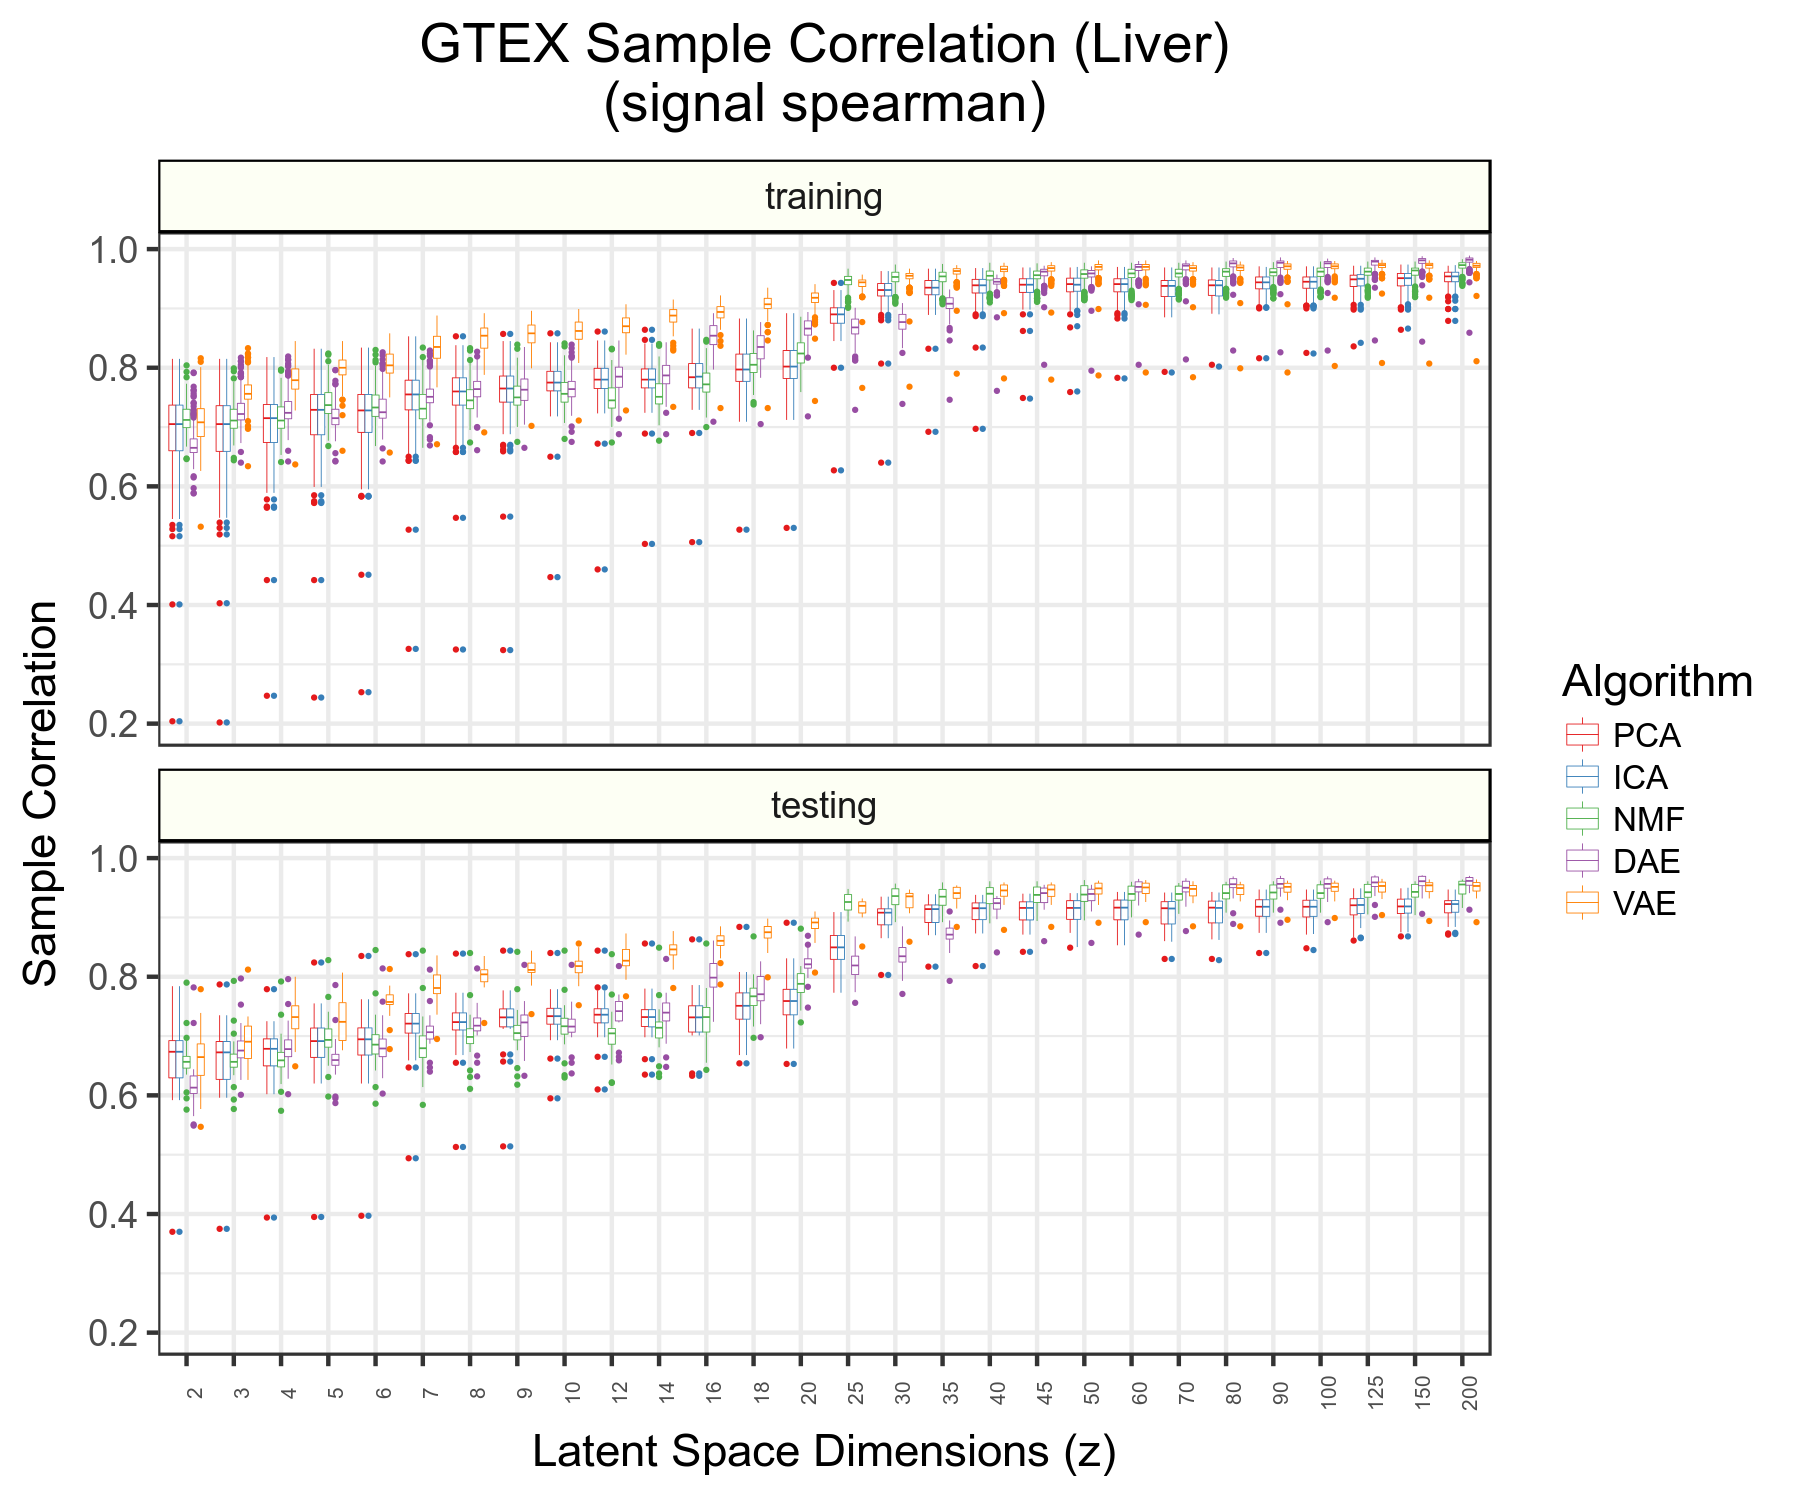 GTEX Sample Correlation (Liver)
(signal spearman)
training
1.0
0.8
0.6
0.4
0.2
testing
1.0
0.8
0.6
0.4
0.2
Sample Correlation
2 3 4 5 6 7 8 9 10 12 14 16 18 20 25 30 35 40 45 50 60 70 80 90 100 125 150 200
Latent Space Dimensions (z)
Algorithm
PCA
ICA
NMF
DAE
VAE